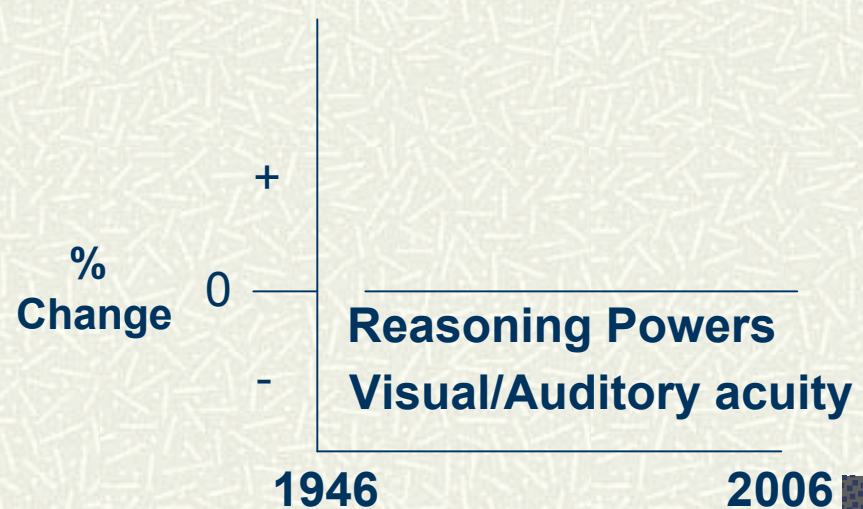 +
%
Change
0
Reasoning Powers
-
Visual/Auditory acuity
1946
2006